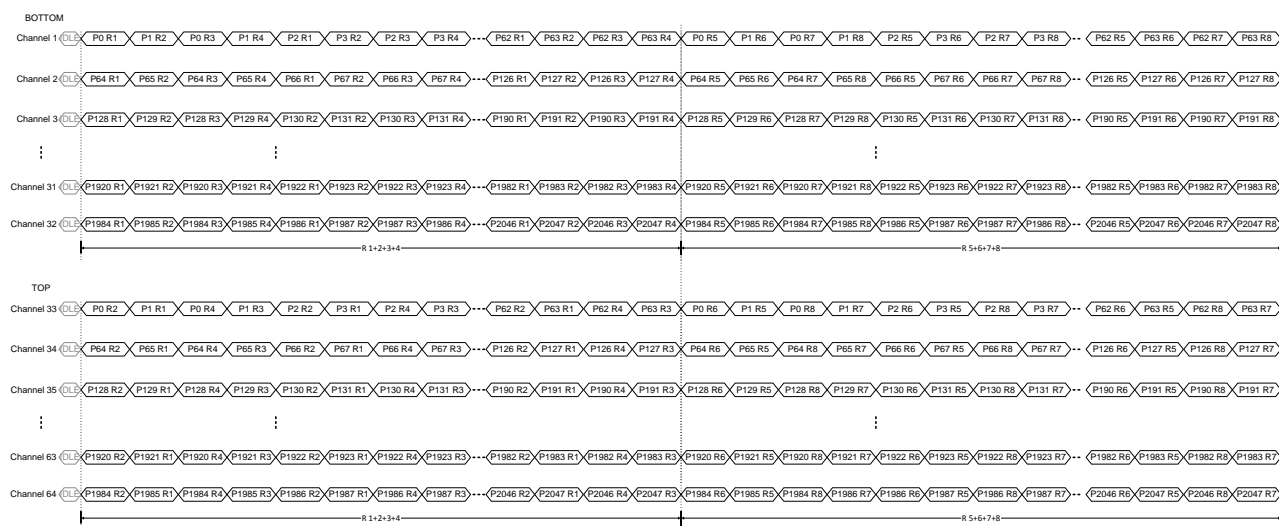 BOTTOM
Channel 1 IDLE P0 R1 P1 R2 P0 R3 P1 R4 P2 R1 P3 R2 P2 R3 P3 R4 P62 R1 P63 R2 P62 R3 P63 R4 P0 R5 P1 R6 P0 R7 P1 R8 P2 R5 P3 R6 P2 R7 P3 R8 P62 R5 P63 R6 P62 R7 P63 R8
Channel 2 IDLE P64 R1 P65 R2 P64 R3 P65 R4 P66 R1 P67 R2 P66 R3 P67 R4 P126 R1 P127 R2 P126 R3 P127 R4 P64 R5 P65 R6 P64 R7 P65 R8 P66 R5 P67 R6 P66 R7 P67 R8 P126 R5 P127 R6 P126 R7 P127 R8
Channel 3 IDLE P128 R1 P129 R2 P128 R3 P129 R4 P130 R1 P131 R2 P130 R3 P131 R4 P190 R1 P191 R2 P190 R3 P191 R4 P128 R5 P129 R6 P128 R7 P129 R8 P130 R5 P131 R6 P130 R7 P131 R8 P190 R5 P191 R6 P190 R7 P191 R8
Channel 31 IDLE P1920 R1 P1921 R2 P1920 R3 P1921 R4 P1922 R1 P1923 R2 P1922 R3 P1923 R4 P1982 R1 P1983 R2 P1982 R3 P1983 R4 P1920 R5 P1921 R6 P1920 R7 P1921 R8 P1922 R5 P1923 R6 P1922 R7 P1923 R8 P1982 R5 P1983 R6 P1982 R7 P1983 R8
Channel 32 IDLE P1984 R1 P1985 R2 P1984 R3 P1985 R4 P1986 R1 P1987 R2 P1987 R3 P1986 R4 P2046 R1 P2047 R2 P2046 R3 P2047 R4 P1984 R5 P1985 R6 P1984 R7 P1985 R8 P1986 R5 P1987 R6 P1987 R7 P1986 R8 P2046 R5 P2047 R6 P2046 R7 P2047 R8
R 1+2+3+4 R 5+6+7+8
TOP
Channel 33 IDLE P0 R2 P1 R1 P0 R4 P1 R3 P2 R2 P3 R1 P2 R4 P3 R3 P62 R2 P63 R1 P62 R4 P63 R3 P0 R6 P1 R5 P0 R8 P1 R7 P2 R6 P3 R5 P2 R8 P3 R7 P62 R6 P63 R5 P62 R8 P63 R7
Channel 34 IDLE P64 R2 P65 R1 P64 R4 P65 R3 P66 R2 P67 R1 P66 R4 P67 R3 P126 R2 P127 R1 P126 R4 P127 R3 P64 R6 P65 R5 P64 R8 P65 R7 P66 R6 P67 R5 P66 R8 P67 R7 P126 R6 P127 R5 P126 R8 P127 R7
Channel 35 IDLE P128 R2 P129 R1 P128 R4 P129 R3 P130 R2 P131 R1 P130 R4 P131 R3 P190 R2 P191 R1 P190 R4 P191 R3 P128 R6 P129 R5 P128 R8 P129 R7 P130 R6 P131 R5 P130 R8 P131 R7 P190 R6 P191 R5 P190 R8 P191 R7
Channel 63 IDLE P1920 R2 P1921 R1 P1920 R4 P1921 R3 P1922 R2 P1923 R1 P1922 R4 P1923 R3 P1982 R2 P1983 R1 P1982 R4 P1983 R3 P1920 R6 P1921 R5 P1920 R8 P1921 R7 P1922 R6 P1923 R5 P1922 R8 P1923 R7 P1982 R6 P1983 R5 P1982 R8 P1983 R7
Channel 64 IDLE P1984 R2 P1985 R1 P1984 R4 P1985 R3 P1986 R2 P1987 R1 P1986 R4 P1987 R3 P2046 R2 P2047 R1 P2046 R4 P2047 R3 P1984 R6 P1985 R5 P1984 R8 P1986 R7 P1986 R6 P1987 R5 P1986 R8 P1987 R7 P2046 R6 P2047 R5 P2046 R8 P2047 R7
R 1+2+3+4 R 5+6+7+8